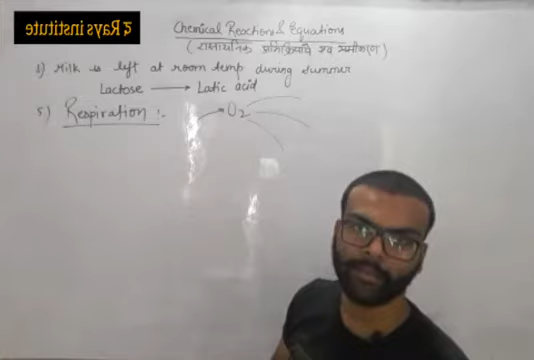 Z Rays institute
Chemical Reactions & Equations
(रासायनिक अभिक्रियाएँ एवं समीकरण)
1) Milk is left at room temp during summer
Lactose → Latic acid
5) Respiration :-
→ O₂